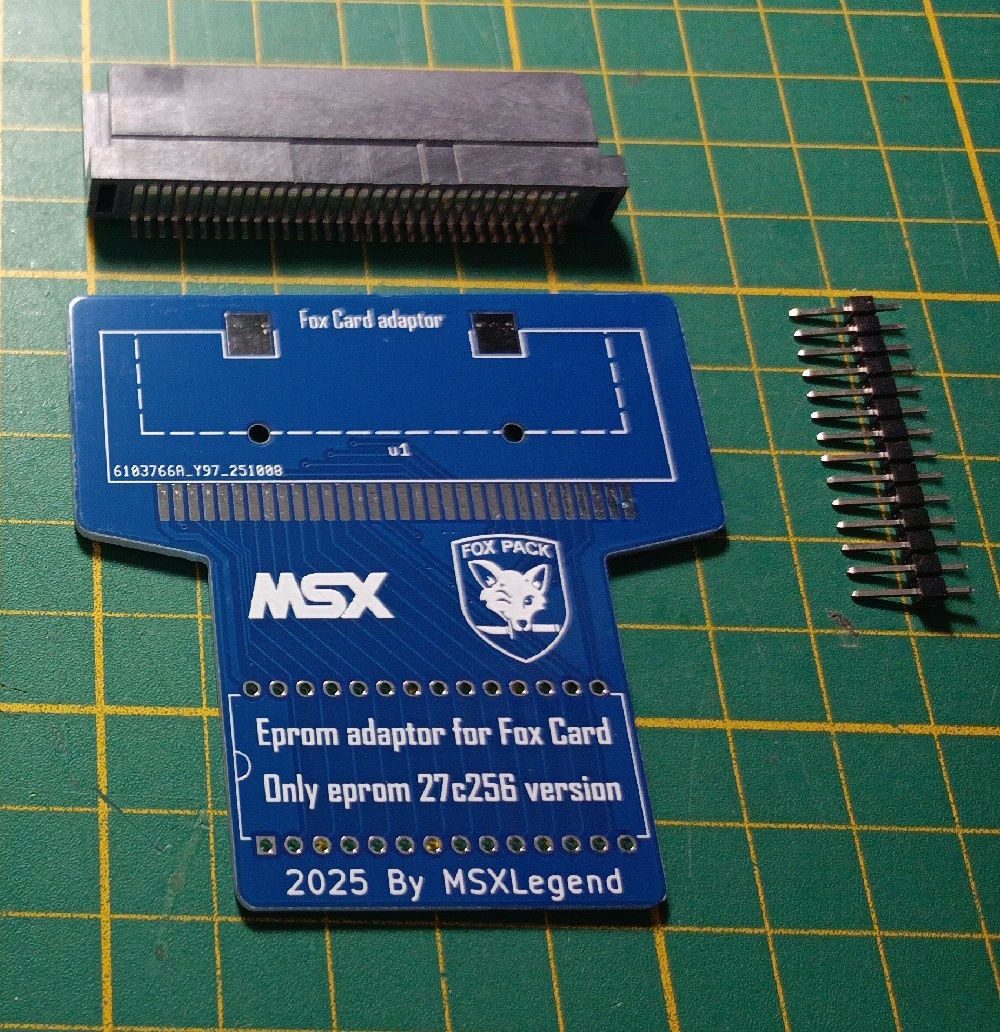 Fox Card adaptor
u1
6103766A_Y97_251008
MSX
FOX PACK
Eprom adaptor for Fox Card
Only eprom 27c256 version
2025 By MSXLegend